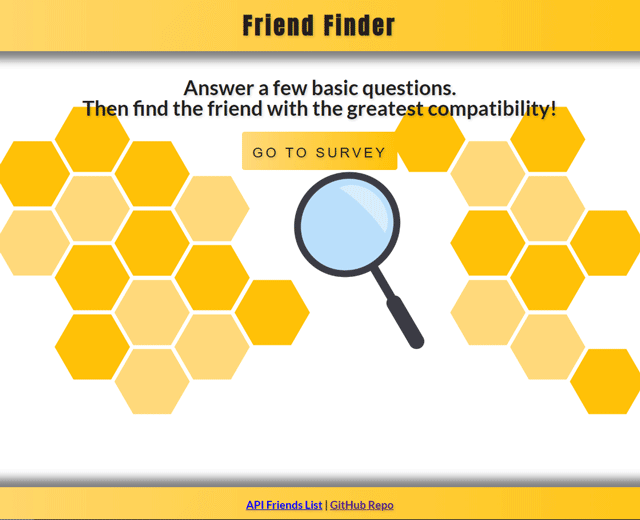 Friend Finder
Answer a few basic questions.
Then find the friend with the greatest compatibility!
GO TO SURVEY
API Friends List | GitHub Repo